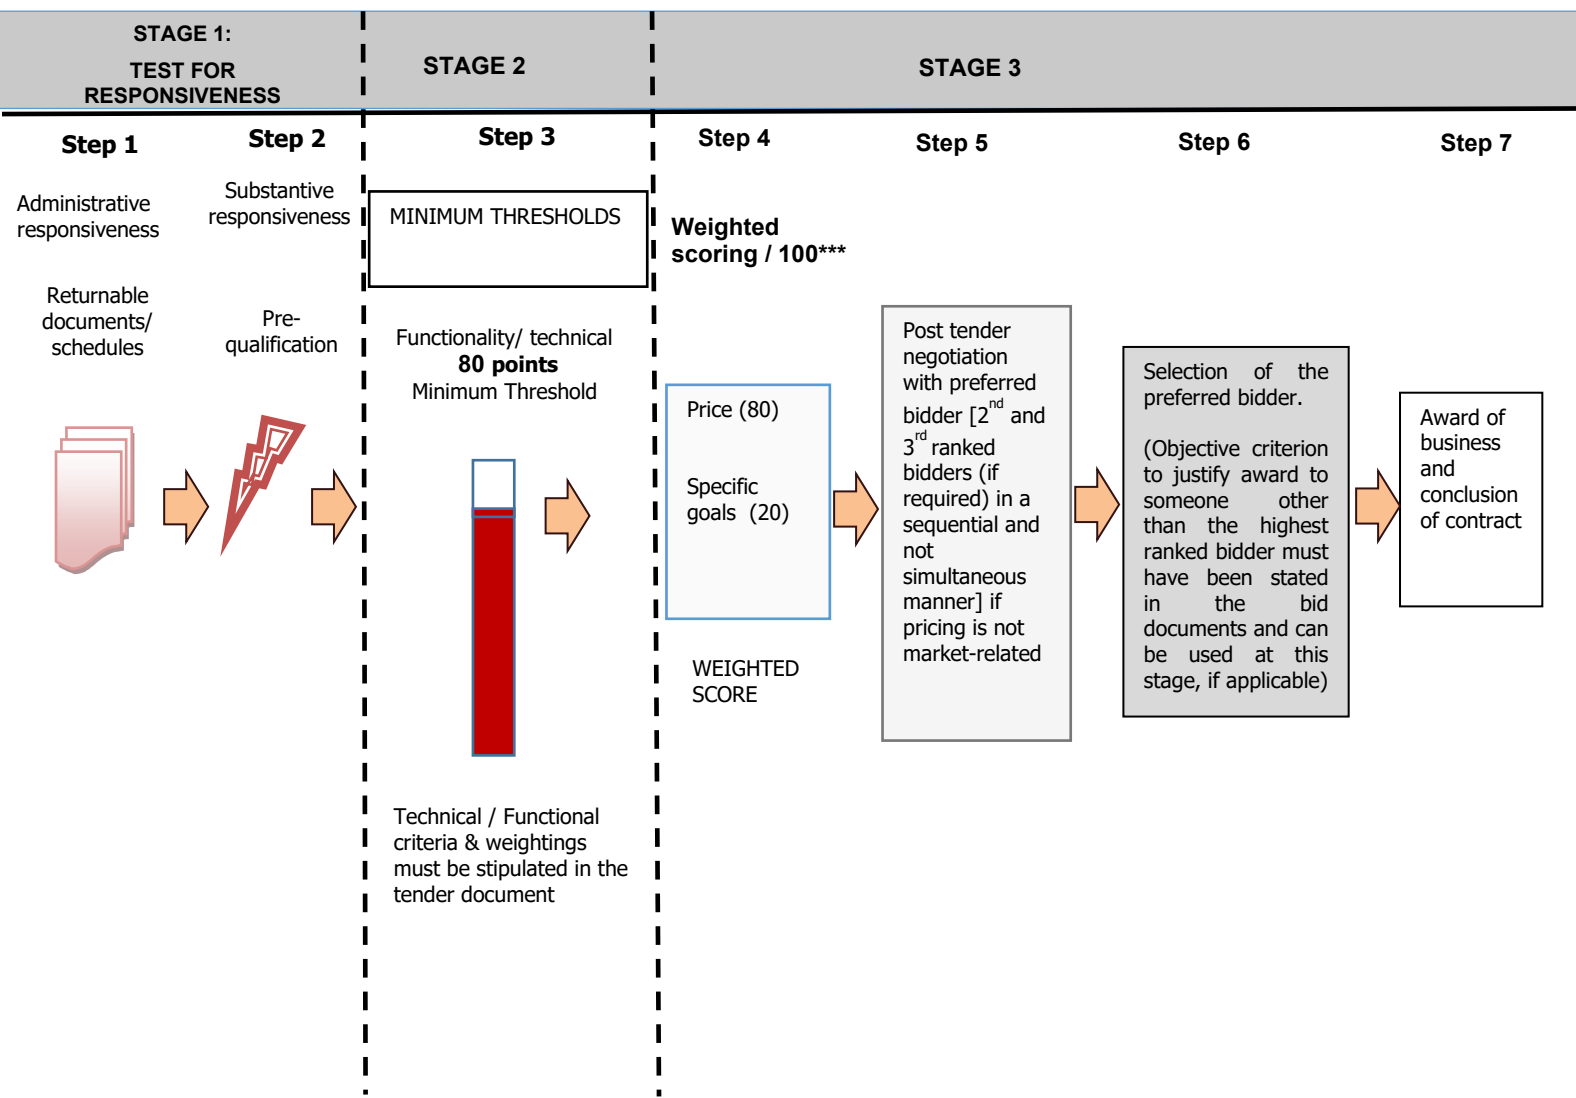 STAGE 1:
TEST FOR
RESPONSIVENESS
STAGE 2
STAGE 3
Step 1
Step 2
Step 3
Step 4
Step 5
Step 6
Step 7
Administrative
responsiveness
Returnable
documents/
schedules
Substantive
responsiveness
Pre-
qualification
MINIMUM THRESHOLDS
Functionality/ technical
80 points
Minimum Threshold
Technical / Functional
criteria & weightings
must be stipulated in the
tender document
Weighted
scoring / 100***
Price (80)
Specific
goals (20)
WEIGHTED
SCORE
Post tender
negotiation
with preferred
bidder [2nd and
3rd ranked
bidders (if
required) in a
sequential and
not
simultaneous
manner] if
pricing is not
market-related
Selection of the
preferred bidder.
(Objective criterion
to justify award to
someone other
than the highest
ranked bidder must
have been stated
in the bid
documents and can
be used at this
stage, if applicable)
Award of
business
and
conclusion
of contract